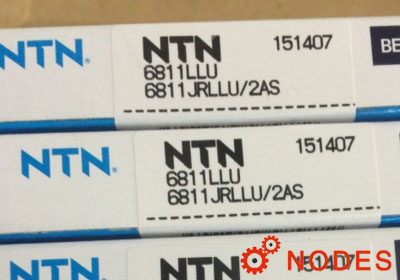 NTN. NTN 151407 BE
6811LLU
6811JRLLU/2AS
NTN. NTN 151407
6811LLU
6811JRLLU/2AS
NTN NODES